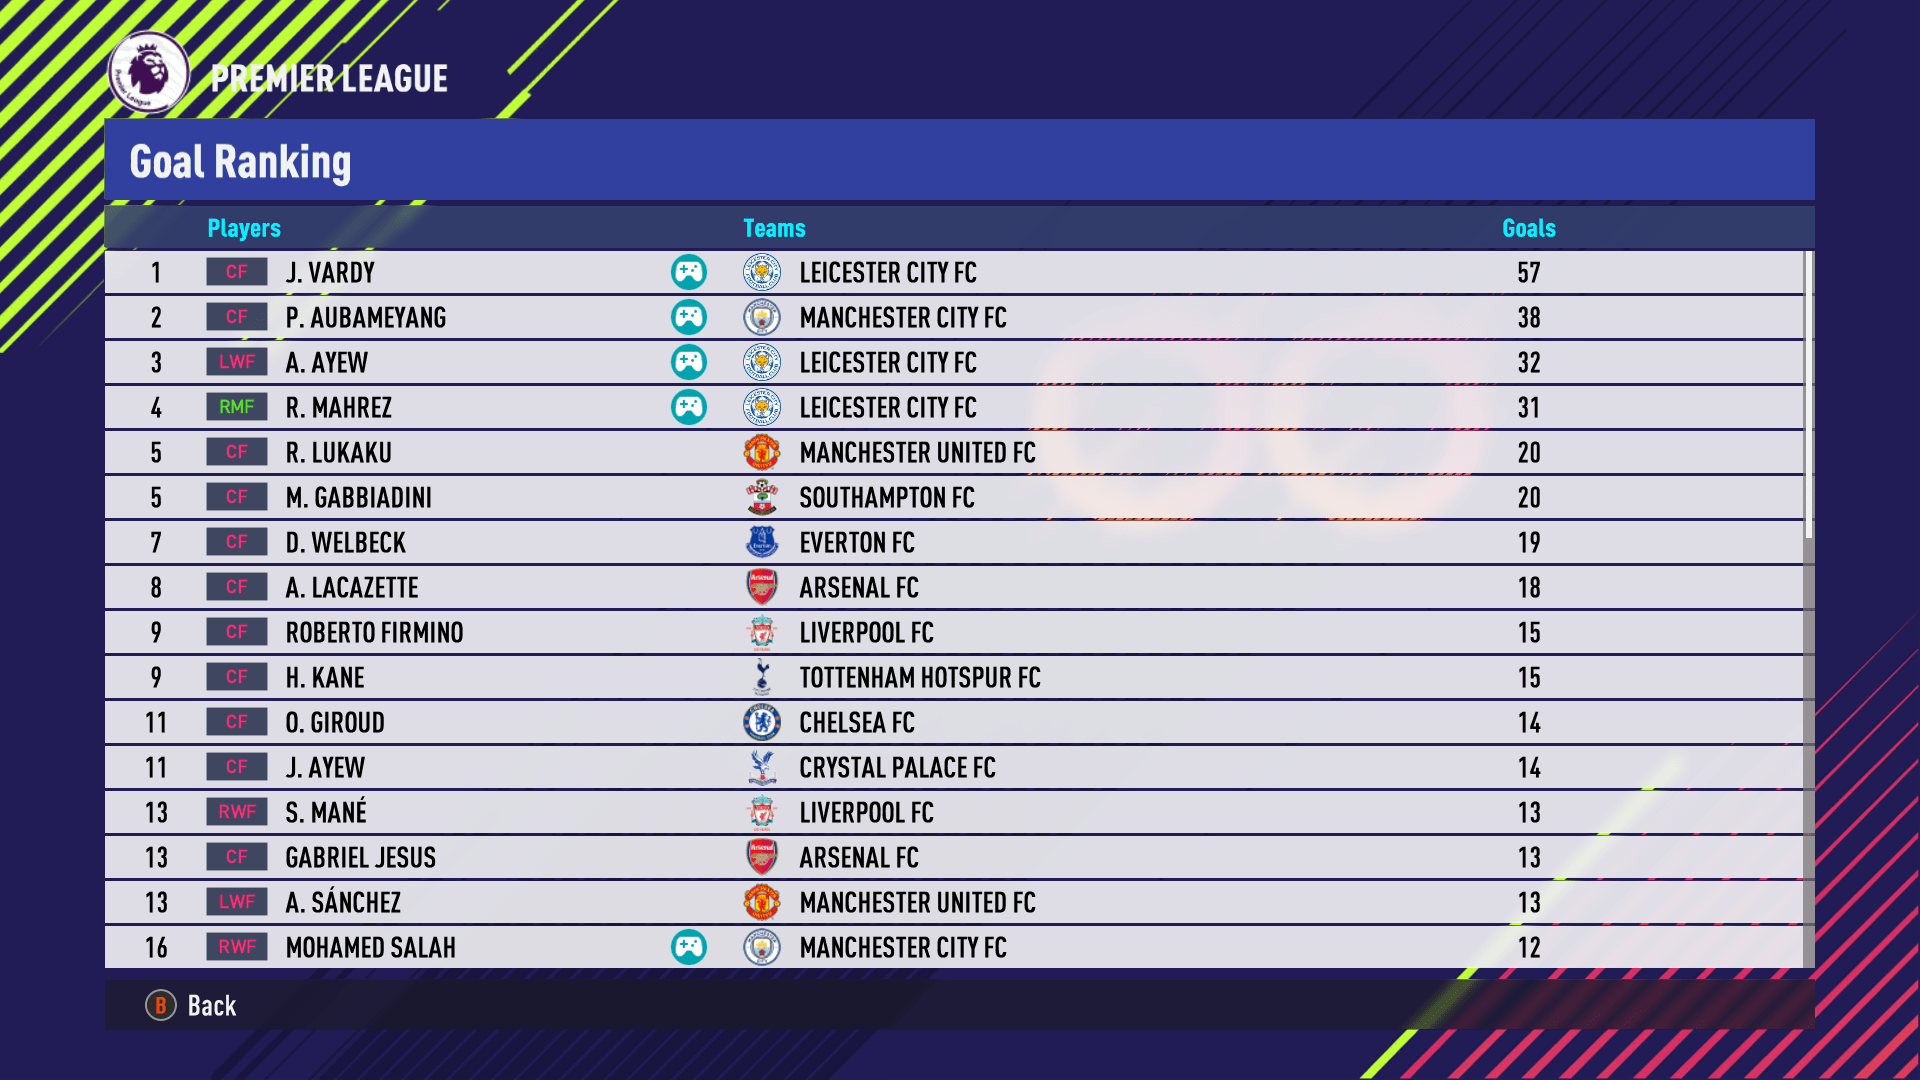 PREMIER LEAGUE
Goal Ranking
Players Teams Goals
1 CF J. VARDY LEICESTER CITY FC 57
2 CF P. AUBAMEYANG MANCHESTER CITY FC 38
3 LWF A. AYEW LEICESTER CITY FC 32
4 RMF R. MAHREZ LEICESTER CITY FC 31
5 CF R. LUKAKU MANCHESTER UNITED FC 20
5 CF M. GABBIADINI SOUTHAMPTON FC 20
7 CF D. WELBECK EVERTON FC 19
8 CF A. LACAZETTE ARSENAL FC 18
9 CF ROBERTO FIRMINO LIVERPOOL FC 15
9 CF H. KANE TOTTENHAM HOTSPUR FC 15
11 CF O. GIROUD CHELSEA FC 14
11 CF J. AYEW CRYSTAL PALACE FC 14
13 RWF S. MANÉ LIVERPOOL FC 13
13 CF GABRIEL JESUS ARSENAL FC 13
13 LWF A. SÁNCHEZ MANCHESTER UNITED FC 13
16 RWF MOHAMED SALAH MANCHESTER CITY FC 12
B Back